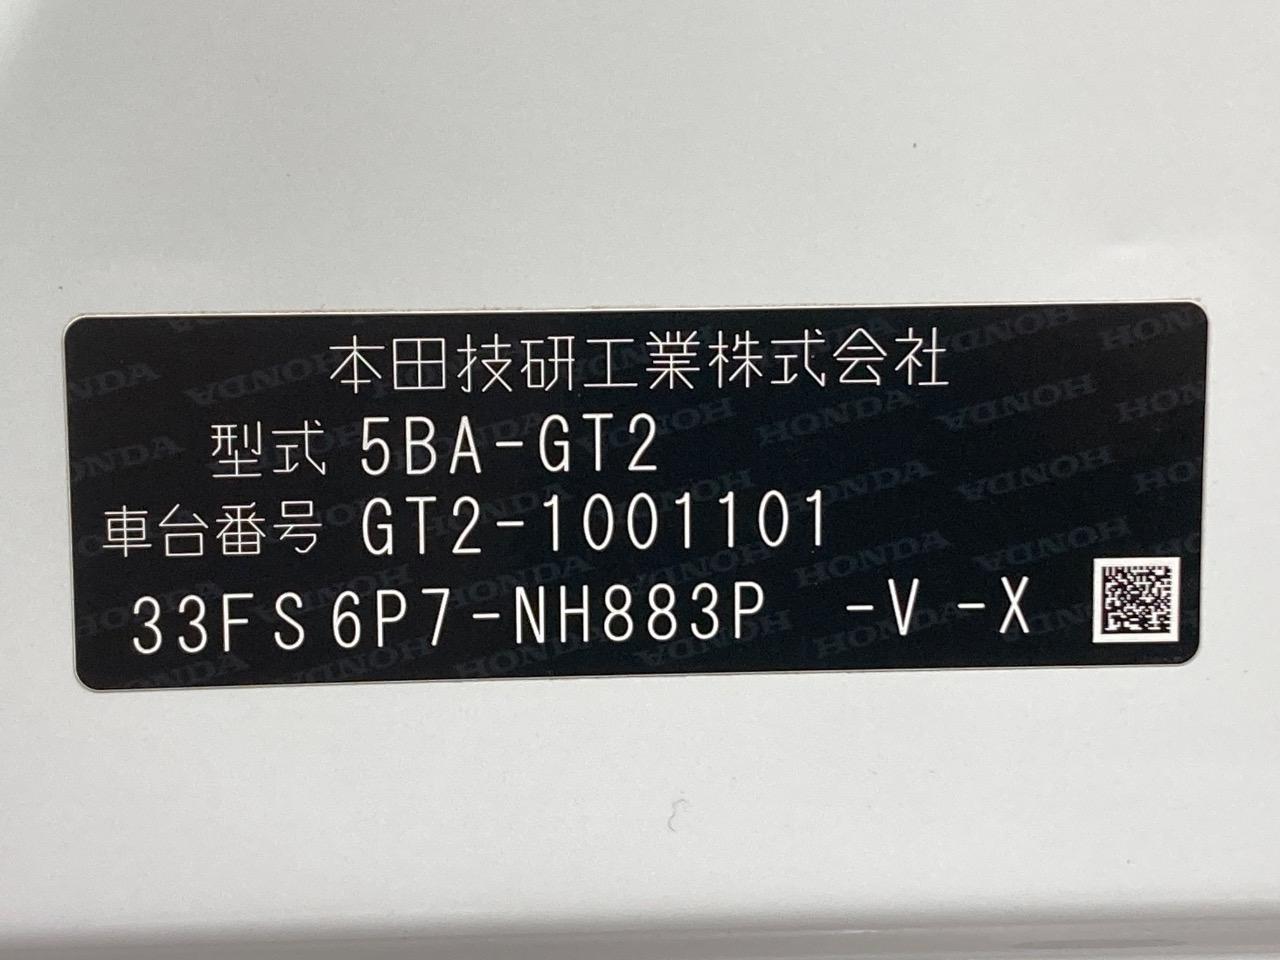 本田技研工業株式会社
型式 5BA-GT2
車台番号 GT2-1001101
33FS6P7-NH883P -V-X